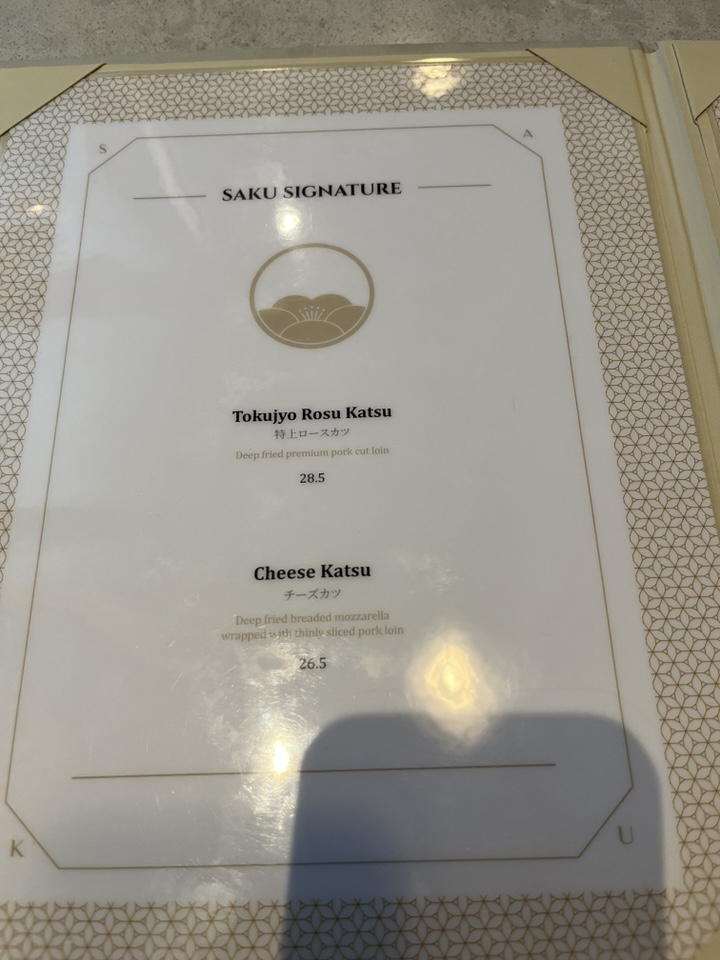 S
A
SAKU SIGNATURE
Tokujyo Rosu Katsu
特上ロースカツ
Deep fried premium pork cut loin
28.5
Cheese Katsu
チーズカツ
Deep fried breaded mozzarella
wrapped with thinly sliced pork loin
26.5
K
U